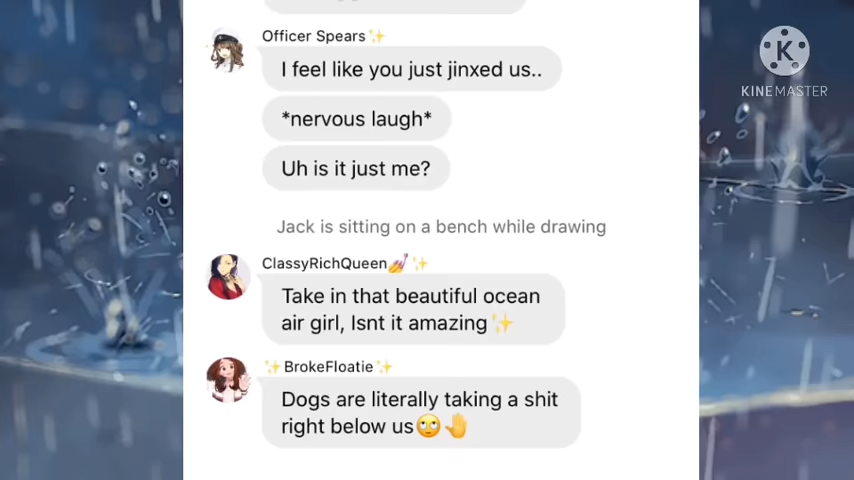 Officer Spears✨
I feel like you just jinxed us..
*nervous laugh*
Uh is it just me?
Jack is sitting on a bench while drawing
ClassyRichQueen💅✨
Take in that beautiful ocean
air girl, Isnt it amazing✨
✨BrokeFloatie✨
Dogs are literally taking a shit
right below us🙄🤚
K
KINEMASTER